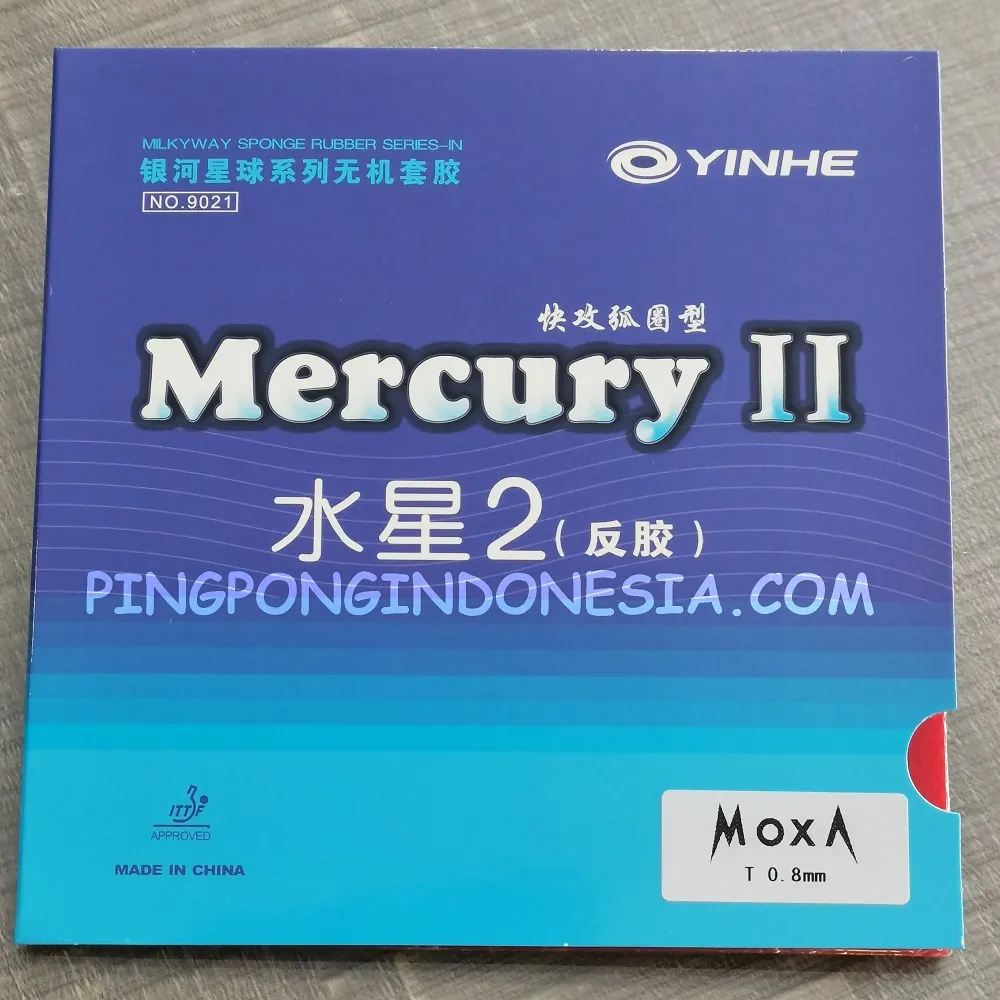 MILKYWAY SPONGE RUBBER SERIES-IN
银河星球系列无机套胶
NO.9021
YINHE
快攻弧圈型
Mercury II
水星2(反胶)
PINGPONGINDONESIA.COM
ITTF
APPROVED
MADE IN CHINA
MOXA
T 0.8mm